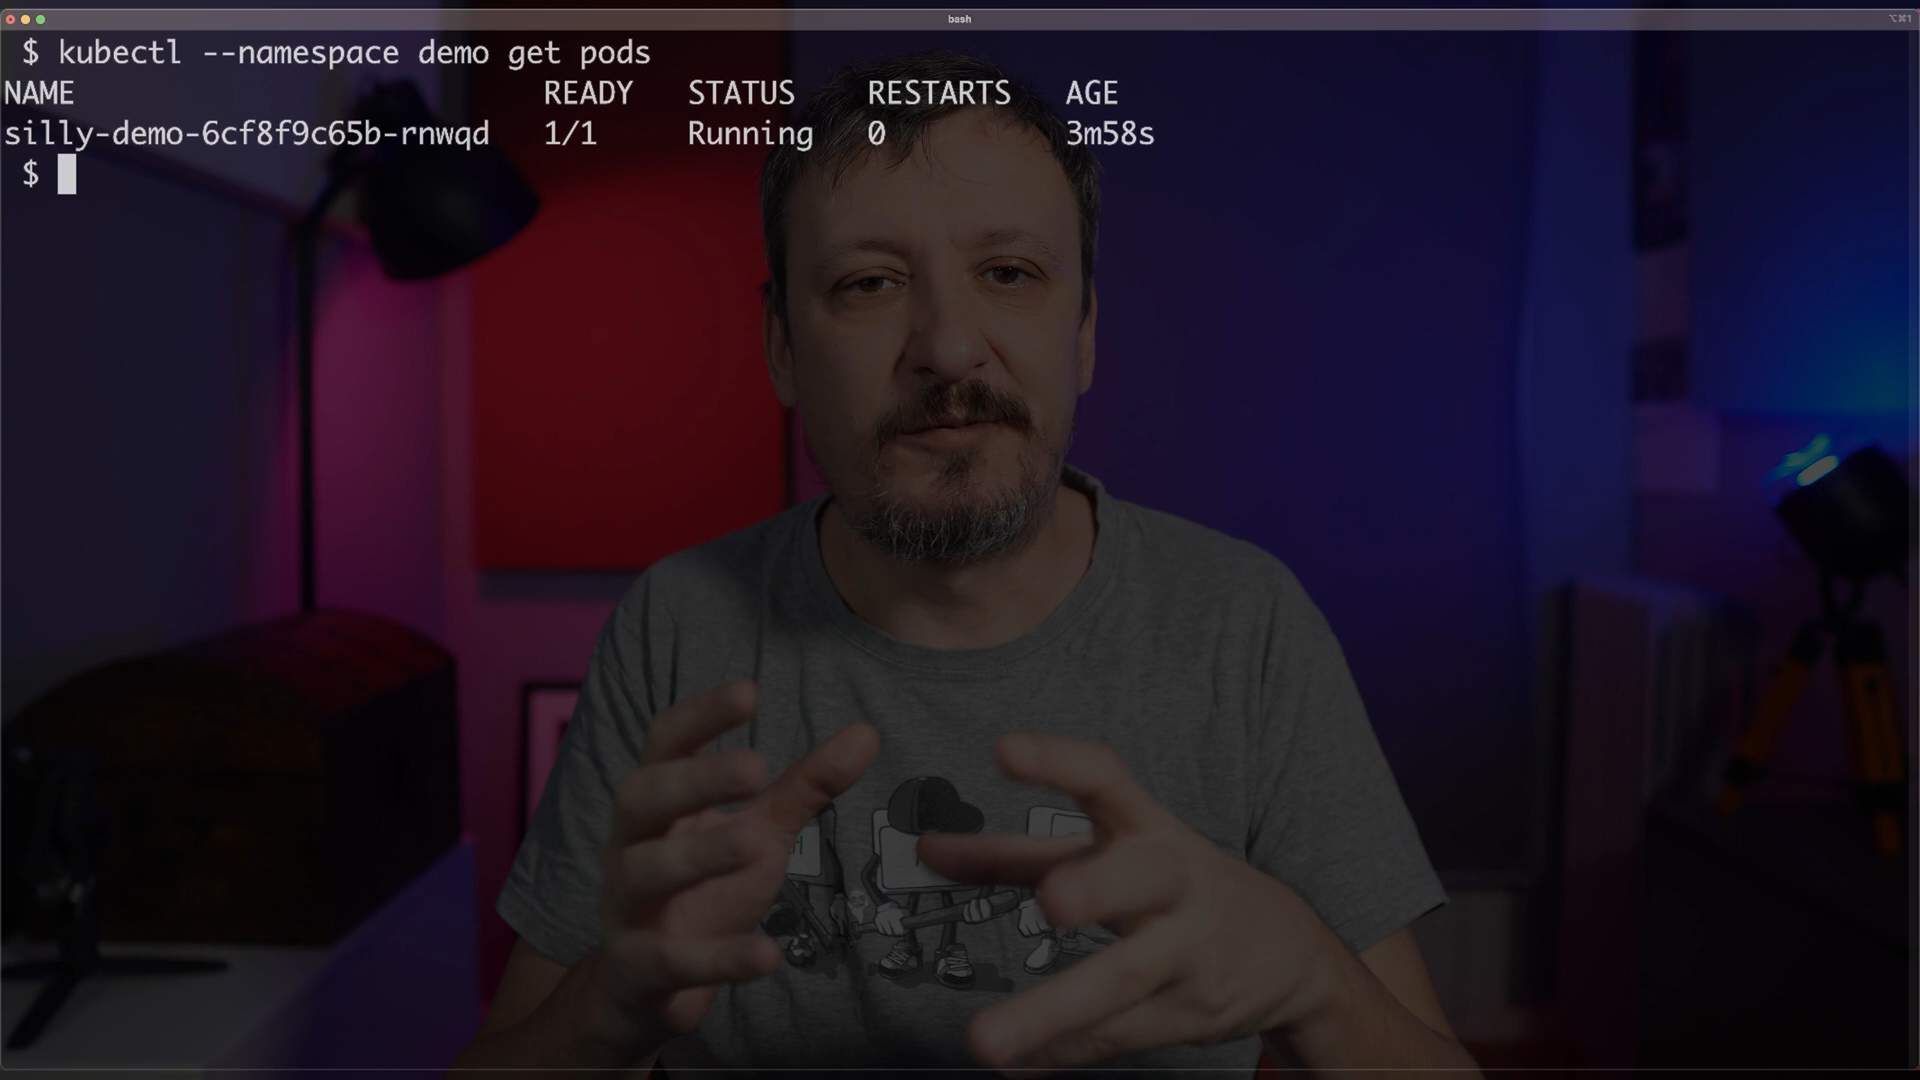 bash
⌥⌘1
$ kubectl --namespace demo get pods
NAME READY STATUS RESTARTS AGE
silly-demo-6cf8f9c65b-rnwqd 1/1 Running 0 3m58s
$